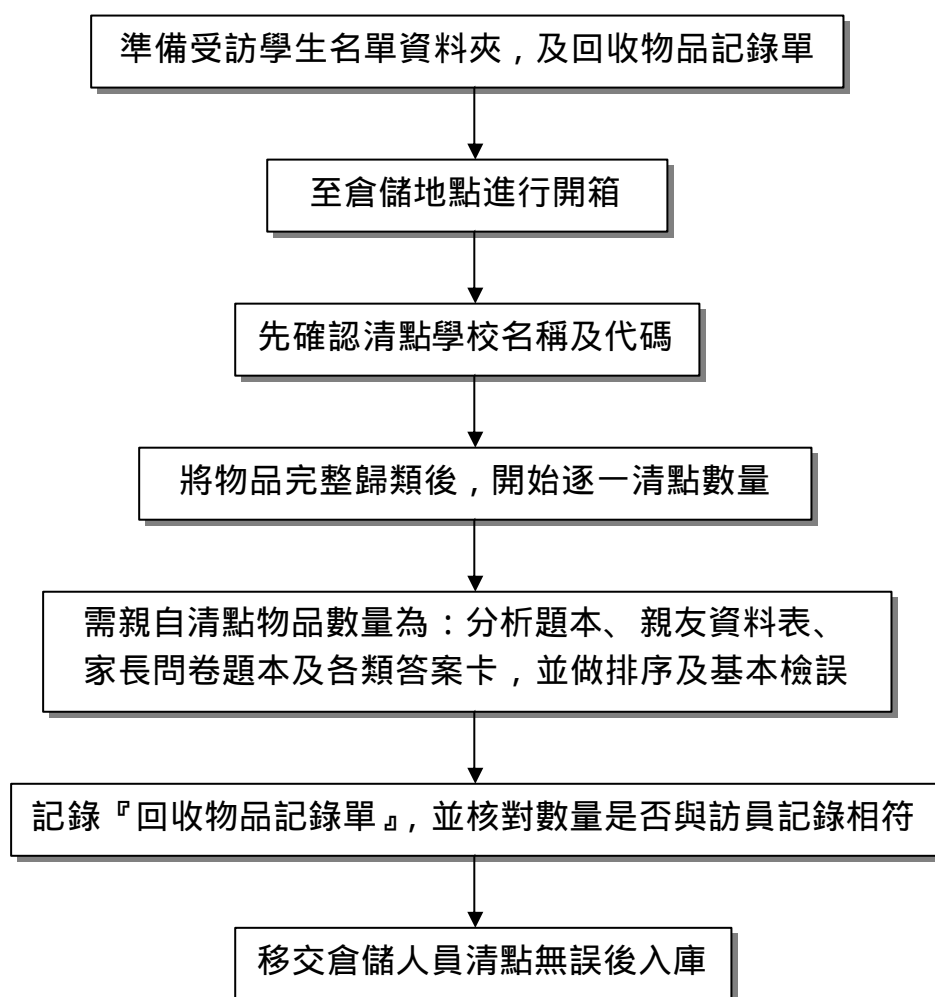 準備受訪學生名單資料夾，及回收物品記錄單
至倉儲地點進行開箱
先確認清點學校名稱及代碼
將物品完整歸類後，開始逐一清點數量
需親自清點物品數量為：分析題本、親友資料表、
家長問卷題本及各類答案卡，並做排序及基本檢誤
記錄『回收物品記錄單』，並核對數量是否與訪員記錄相符
移交倉儲人員清點無誤後入庫